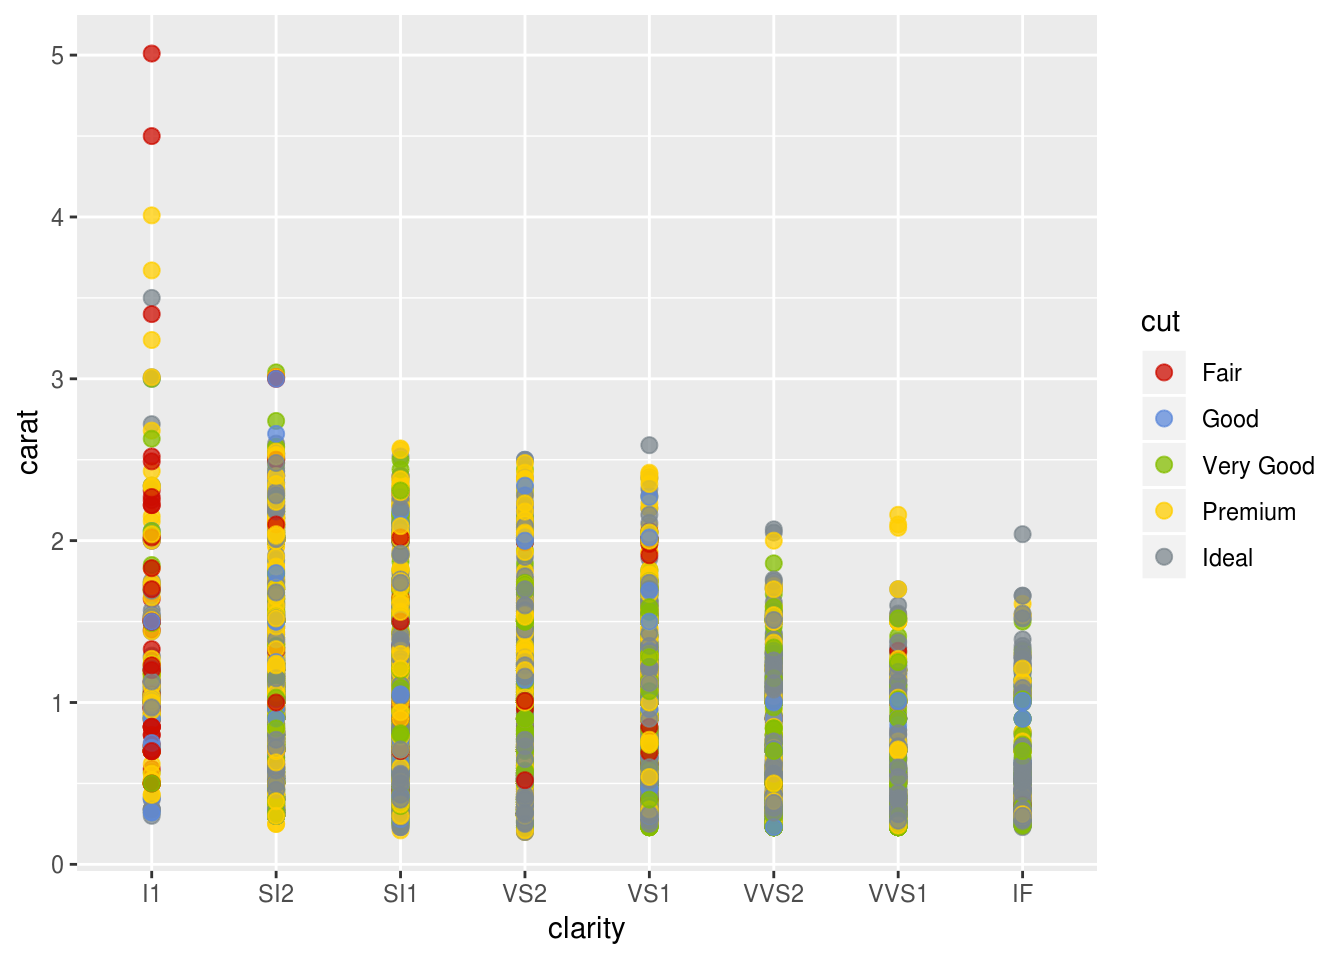 5
4
3
2
1
0
carat
I1 SI2 SI1 VS2 VS1 VVS2 VVS1 IF
clarity
cut
Fair
Good
Very Good
Premium
Ideal